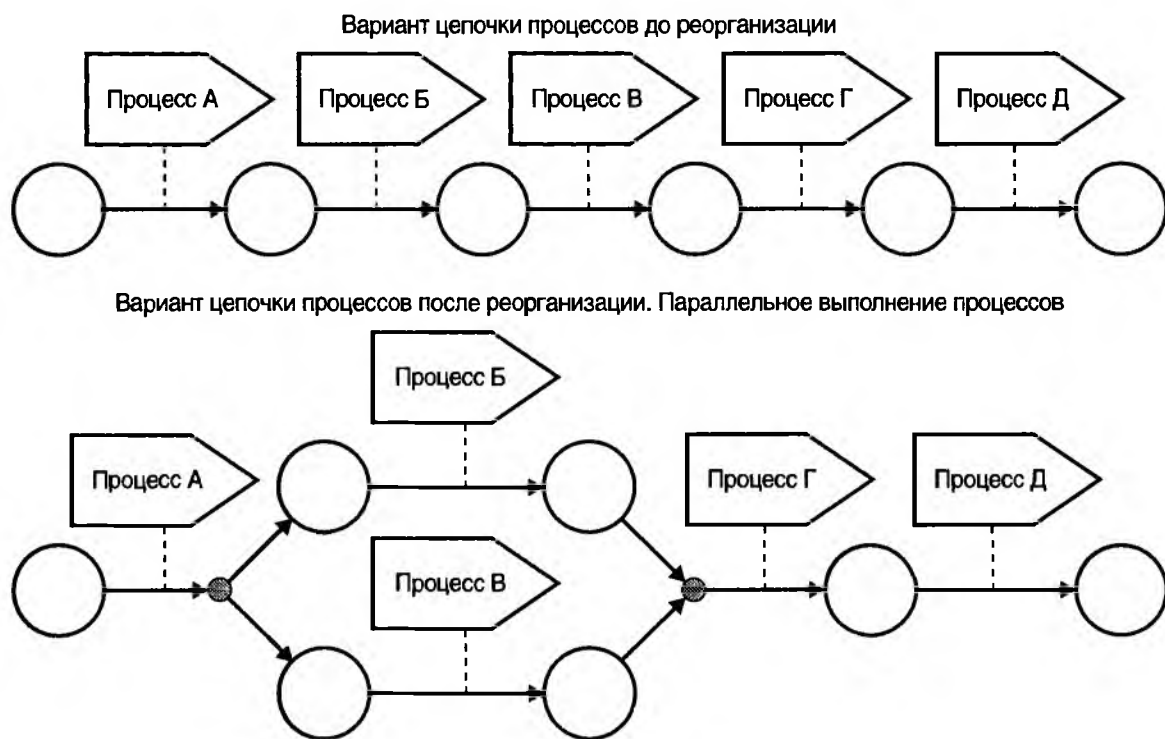 Вариант цепочки процессов до реорганизации
Процесс А
Процесс Б
Процесс В
Процесс Г
Процесс Д
Вариант цепочки процессов после реорганизации. Параллельное выполнение процессов
Процесс Б
Процесс А
Процесс Г
Процесс Д
Процесс В